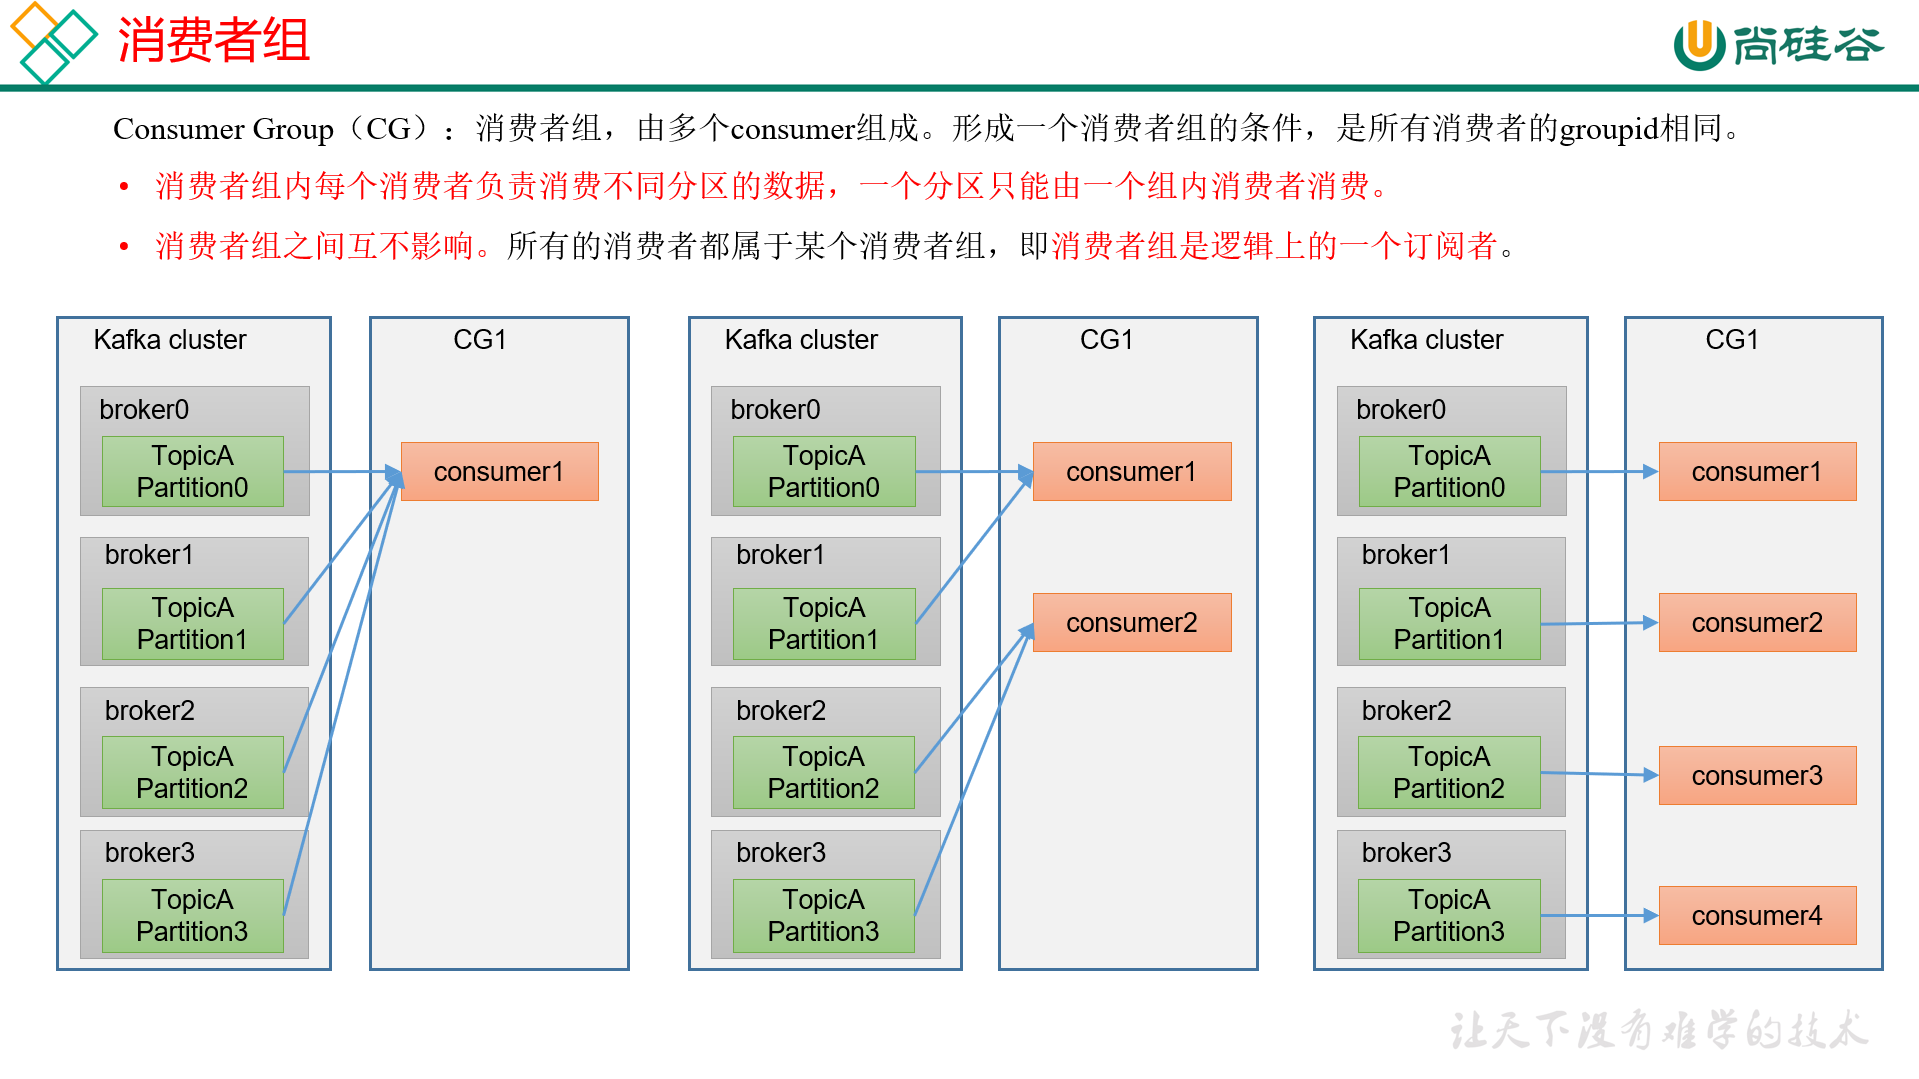 消费者组
尚硅谷
Consumer Group（CG）：消费者组，由多个consumer组成。形成一个消费者组的条件，是所有消费者的groupid相同。
• 消费者组内每个消费者负责消费不同分区的数据，一个分区只能由一个组内消费者消费。
• 消费者组之间互不影响。所有的消费者都属于某个消费者组，即消费者组是逻辑上的一个订阅者。
Kafka cluster
broker0
TopicA
Partition0
broker1
TopicA
Partition1
broker2
TopicA
Partition2
broker3
TopicA
Partition3
CG1
consumer1
Kafka cluster
broker0
TopicA
Partition0
broker1
TopicA
Partition1
broker2
TopicA
Partition2
broker3
TopicA
Partition3
CG1
consumer1
consumer2
Kafka cluster
broker0
TopicA
Partition0
broker1
TopicA
Partition1
broker2
TopicA
Partition2
broker3
TopicA
Partition3
CG1
consumer1
consumer2
consumer3
consumer4
让天下没有难学的技术